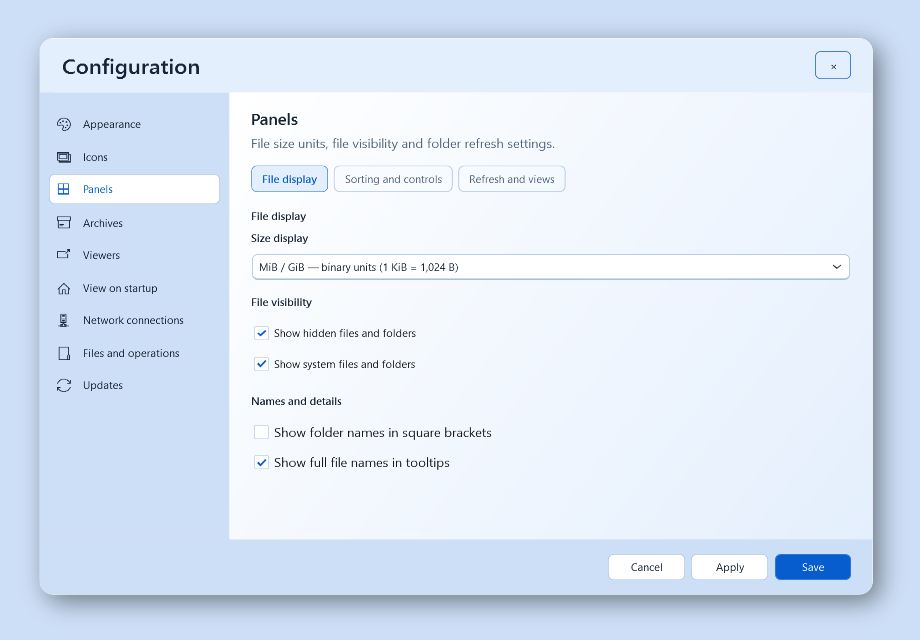 Configuration
×
Appearance
Icons
Panels
Archives
Viewers
View on startup
Network connections
Files and operations
Updates
Panels
File size units, file visibility and folder refresh settings.
File display
Sorting and controls
Refresh and views
File display
Size display
MiB / GiB — binary units (1 KiB = 1,024 B)
File visibility
Show hidden files and folders
Show system files and folders
Names and details
Show folder names in square brackets
Show full file names in tooltips
Cancel
Apply
Save